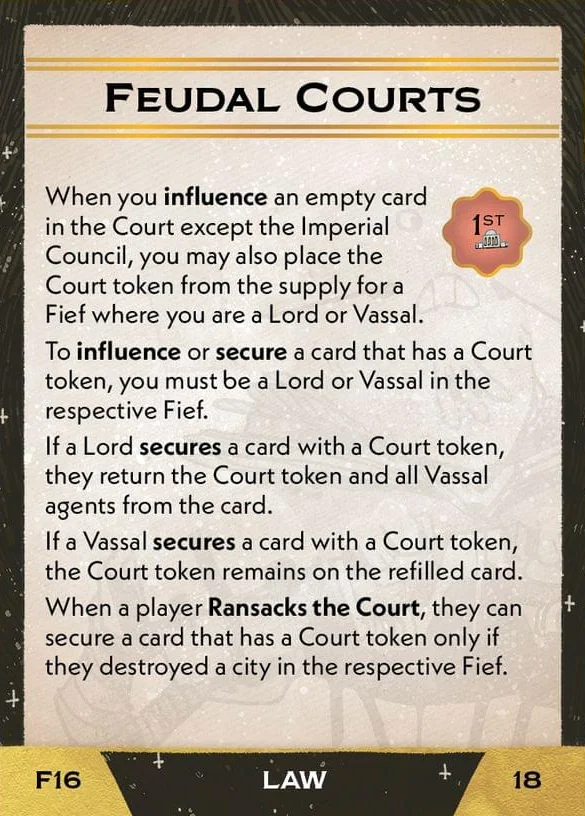 FEUDAL COURTS
When you influence an empty card
in the Court except the Imperial
Council, you may also place the
Court token from the supply for a
Fief where you are a Lord or Vassal.
1ST
To influence or secure a card that has a Court
token, you must be a Lord or Vassal in the
respective Fief.
If a Lord secures a card with a Court token,
they return the Court token and all Vassal
agents from the card.
If a Vassal secures a card with a Court token,
the Court token remains on the refilled card.
When a player Ransacks the Court, they can
secure a card that has a Court token only if
they destroyed a city in the respective Fief.
F16
LAW
18